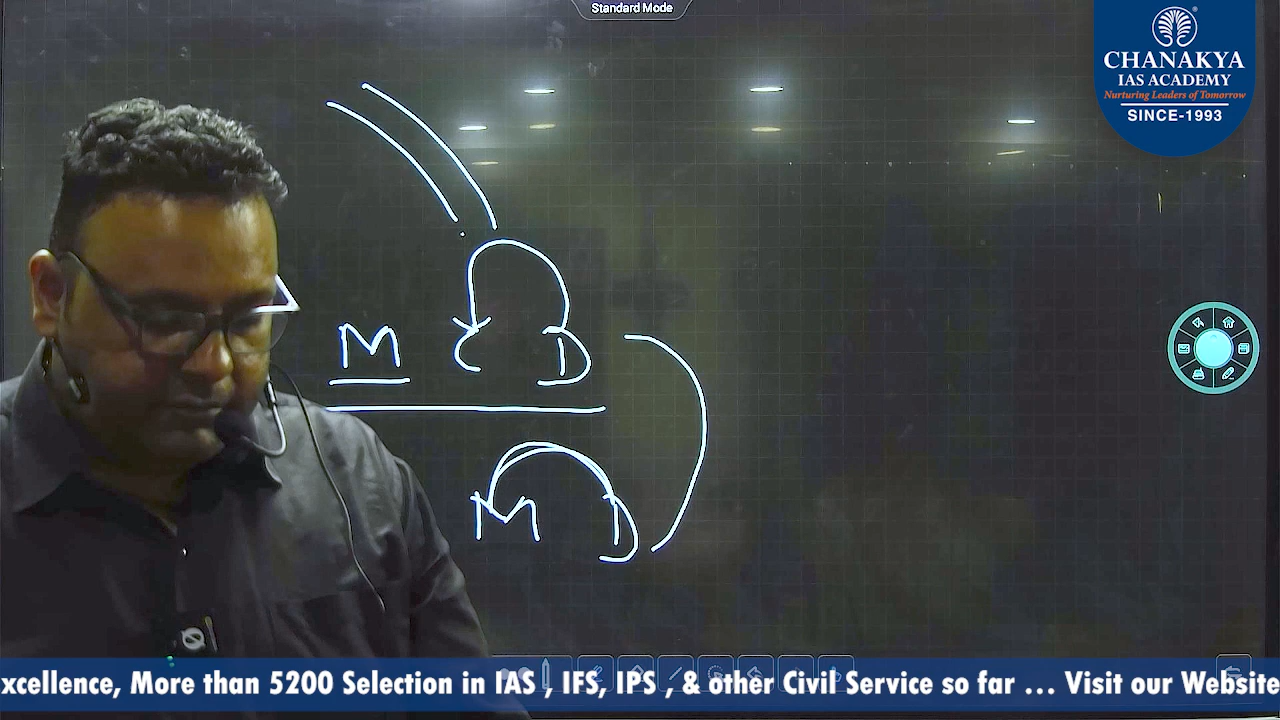 Standard Mode
CHANAKYA
IAS ACADEMY
Nurturing Leaders of Tomorrow
SINCE-1993
M C D
M D
xcellence, More than 5200 Selection in IAS , IFS, IPS , & other Civil Service so far ... Visit our Website